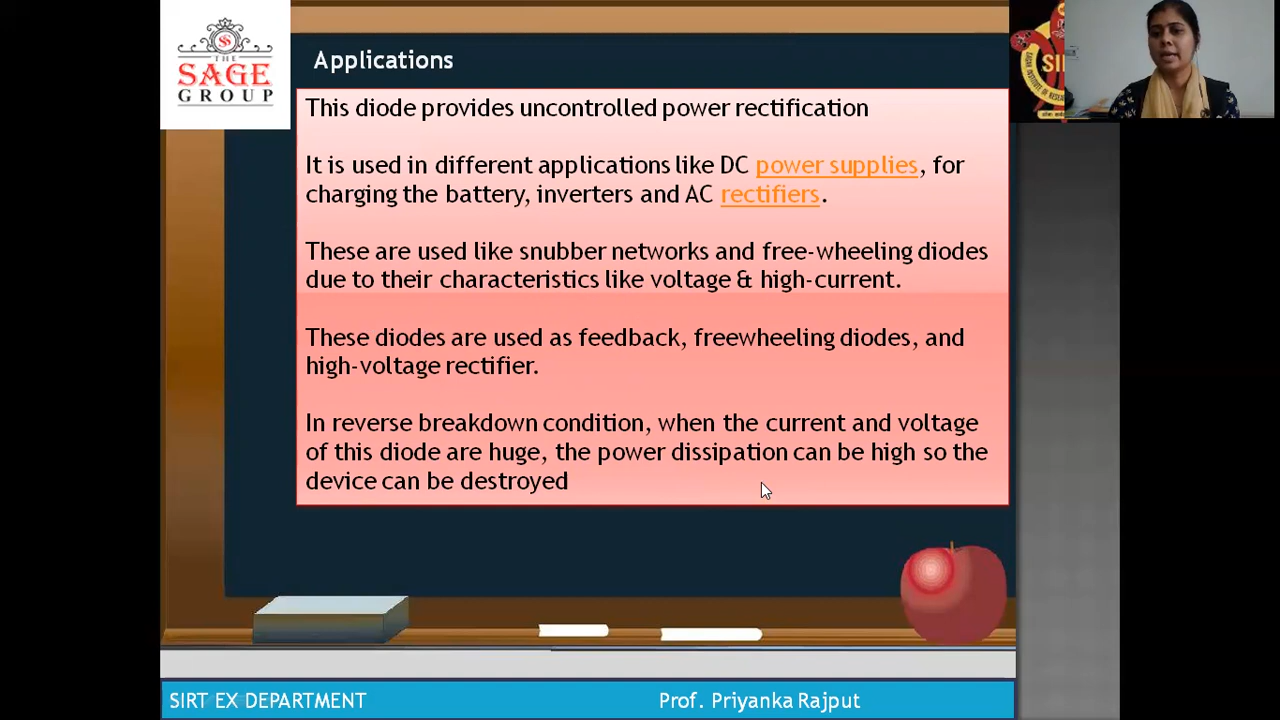 THE
SAGE
GROUP
Applications
This diode provides uncontrolled power rectification
It is used in different applications like DC power supplies, for
charging the battery, inverters and AC rectifiers.
These are used like snubber networks and free-wheeling diodes
due to their characteristics like voltage & high-current.
These diodes are used as feedback, freewheeling diodes, and
high-voltage rectifier.
In reverse breakdown condition, when the current and voltage
of this diode are huge, the power dissipation can be high so the
device can be destroyed
SIRT EX DEPARTMENT
Prof. Priyanka Rajput